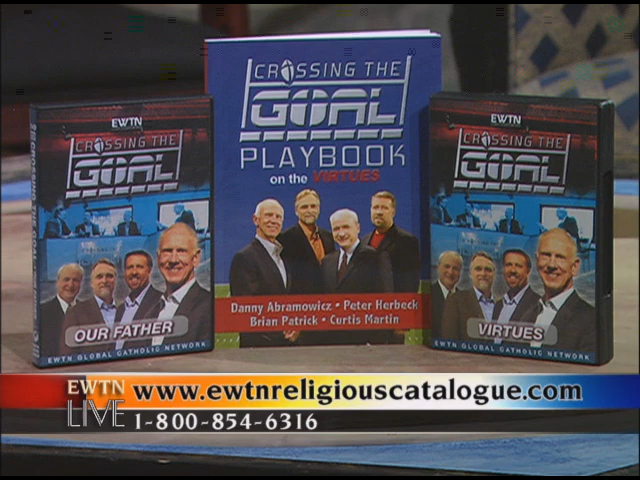 EWTN
CROSSING THE
GOAL
OUR FATHER
EWTN GLOBAL CATHOLIC NETWORK
CROSSING THE
GOAL
PLAYBOOK
on the VIRTUES
Danny Abramowicz • Peter Herbeck
Brian Patrick • Curtis Martin
EWTN
CROSSING THE
GOAL
VIRTUES
EWTN GLOBAL CATHOLIC NETWORK
EWTN
LIVE
www.ewtnreligiouscatalogue.com
1-800-854-6316